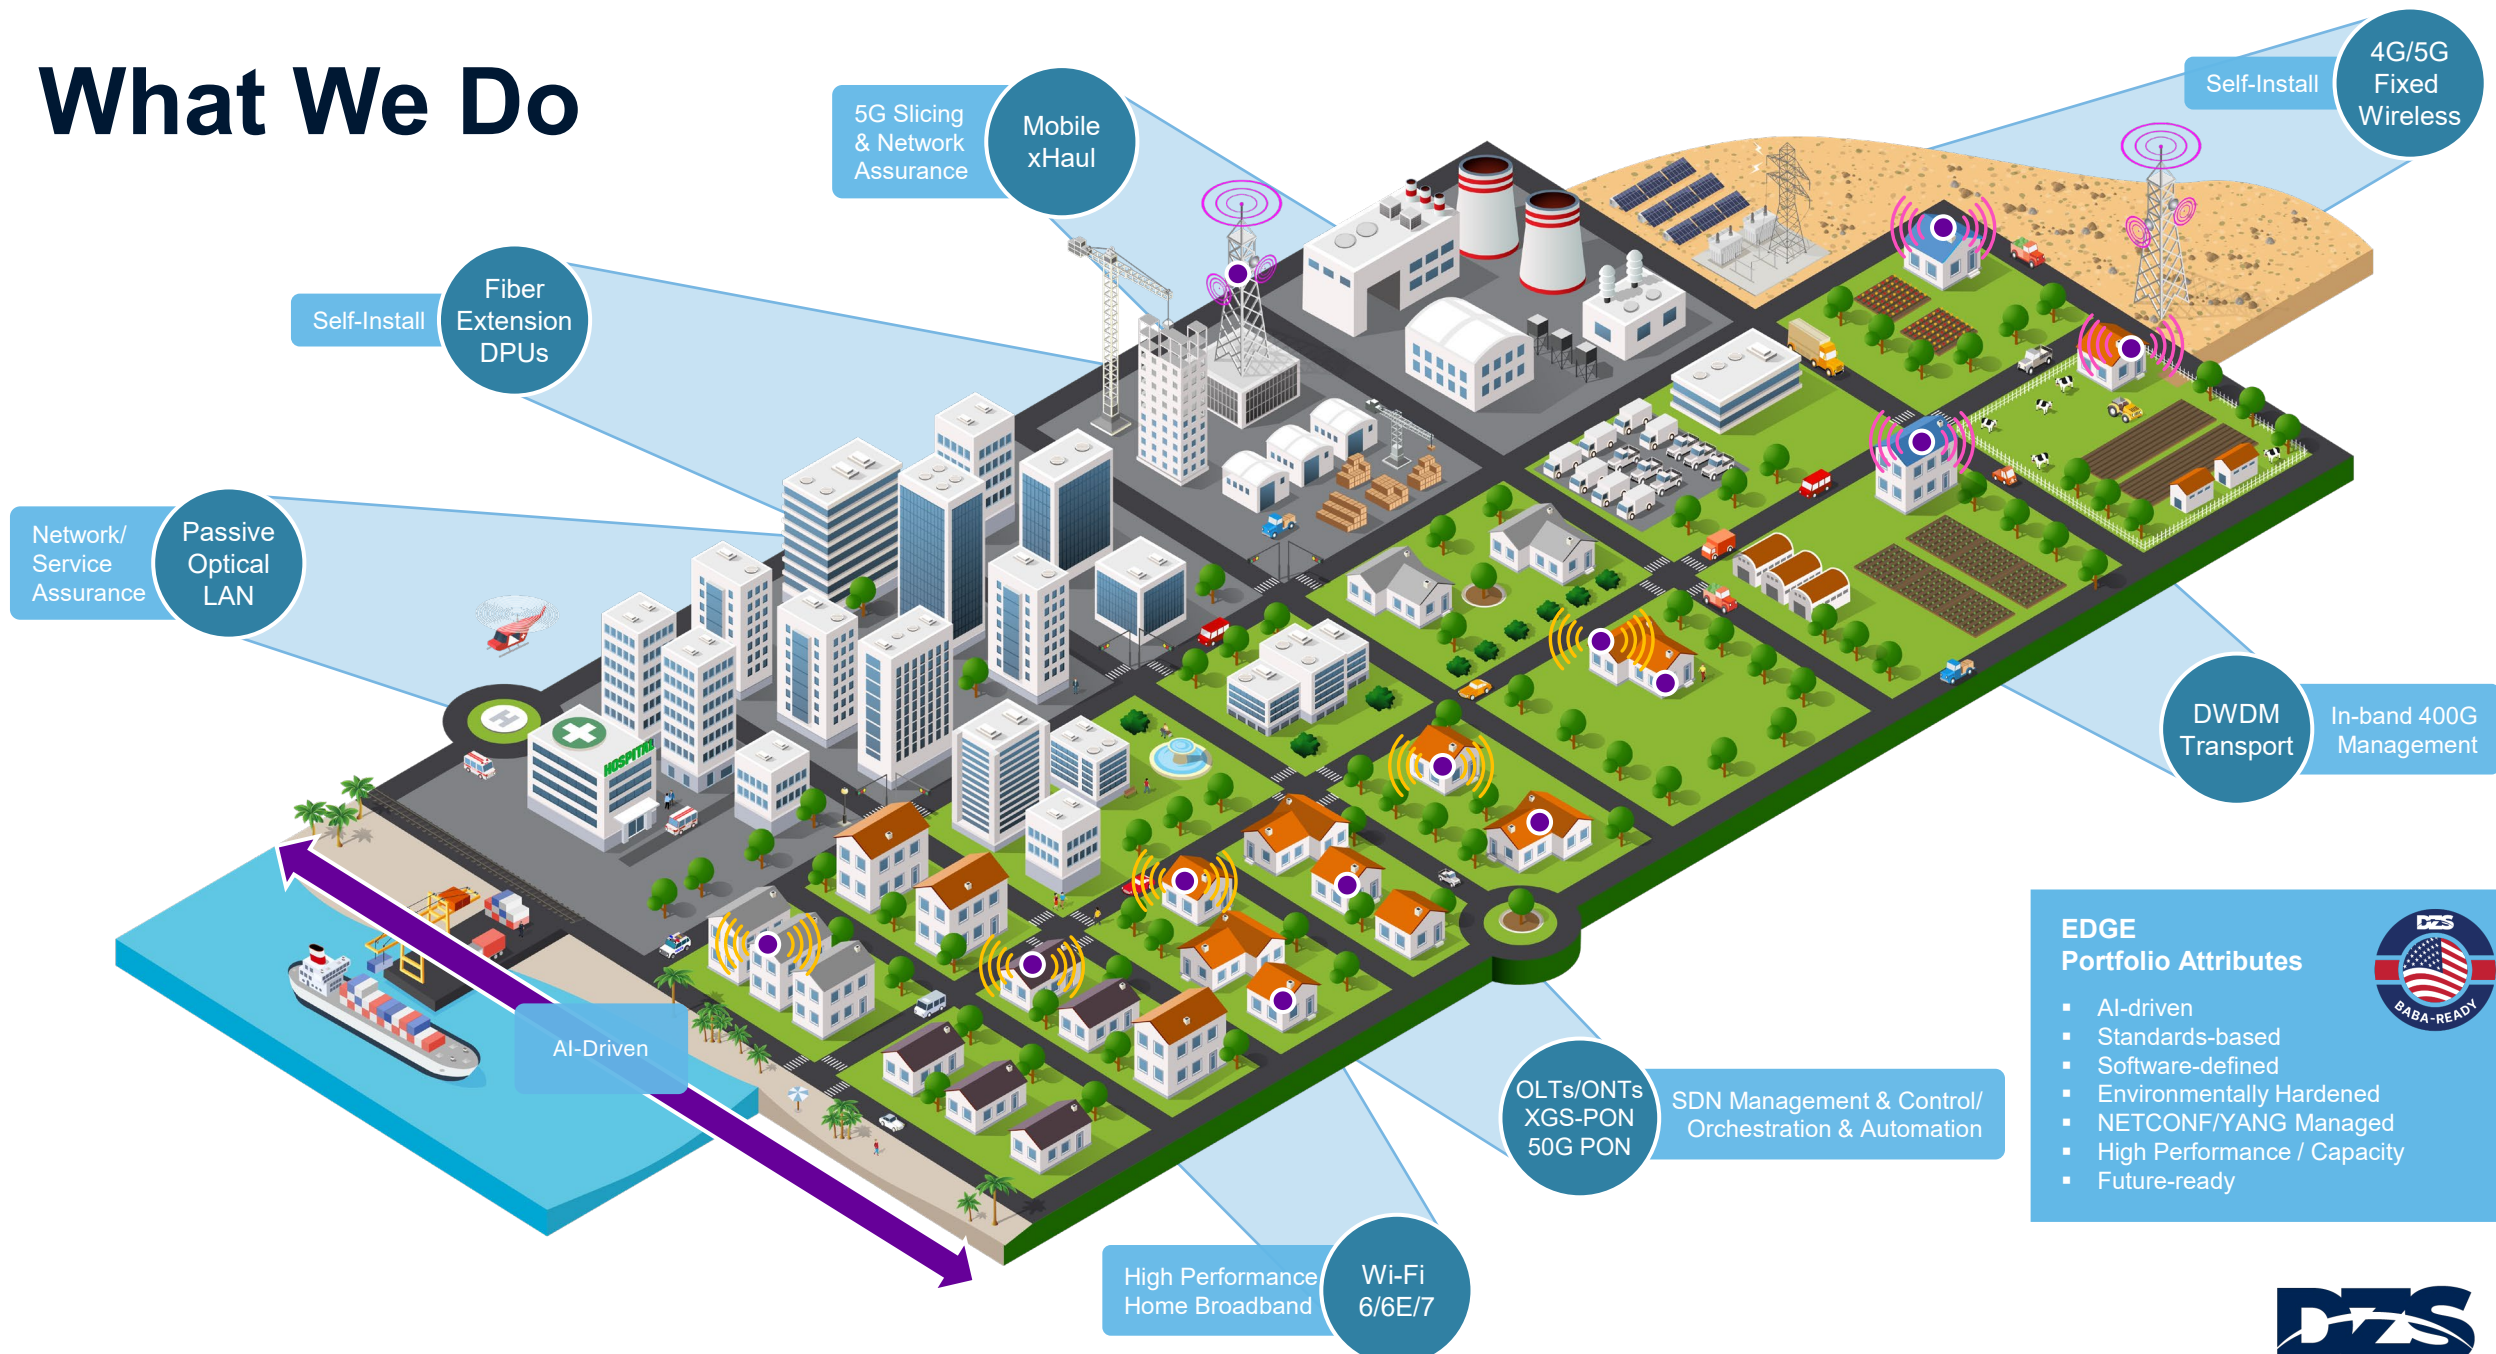 What We Do
5G Slicing
& Network
Assurance
Mobile
xHaul
Self-Install
4G/5G
Fixed
Wireless
Self-Install
Fiber
Extension
DPUs
Network/
Service
Assurance
Passive
Optical
LAN
H
HOSPITAL
DWDM
Transport
In-band 400G
Management
AI-Driven
OLTs/ONTs
XGS-PON
50G PON
SDN Management & Control/
Orchestration & Automation
High Performance
Home Broadband
Wi-Fi
6/6E/7
EDGE
Portfolio Attributes
▪ AI-driven
▪ Standards-based
▪ Software-defined
▪ Environmentally Hardened
▪ NETCONF/YANG Managed
▪ High Performance / Capacity
▪ Future-ready
DZS
BABA-READY
DZS